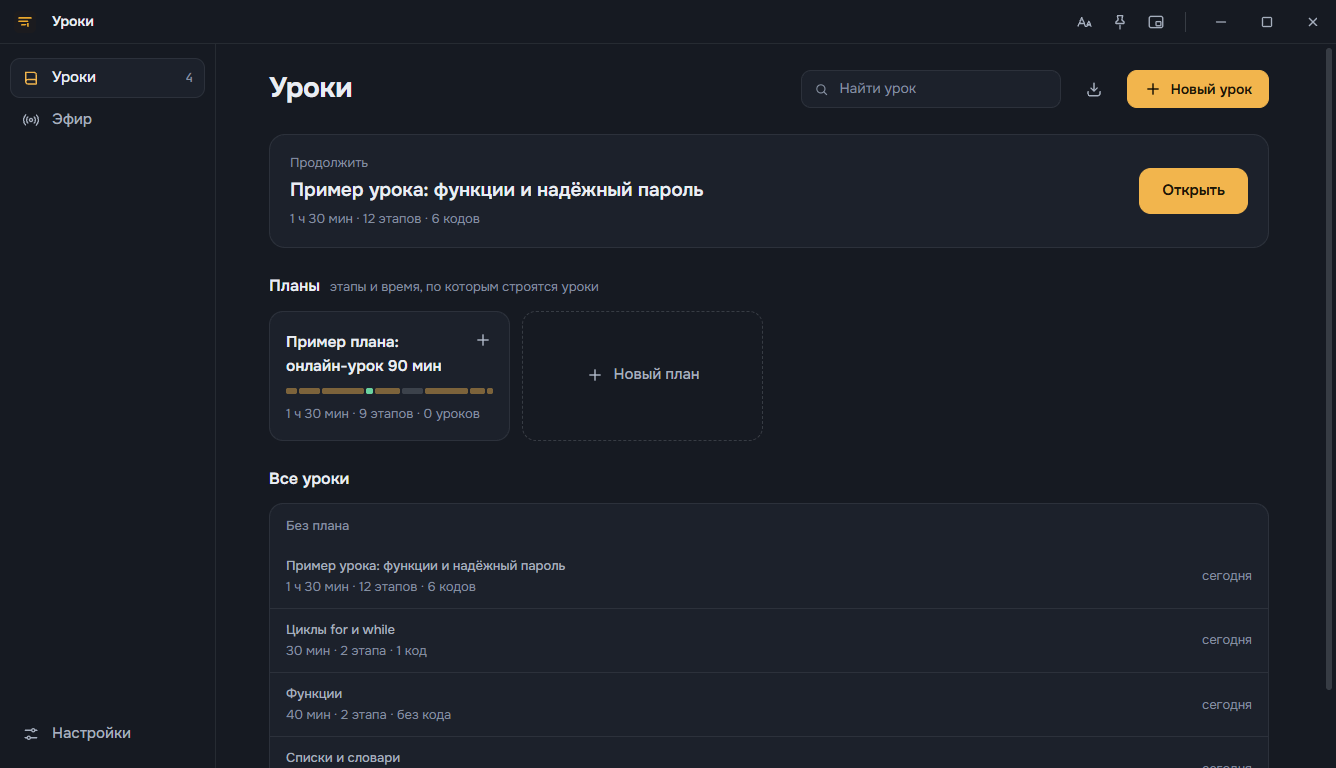 Уроки
Aa
Уроки 4
Эфир
Настройки
Уроки
Найти урок
Новый урок
Продолжить
Пример урока: функции и надёжный пароль
1 ч 30 мин · 12 этапов · 6 кодов
Открыть
Планы этапы и время, по которым строятся уроки
Пример плана:
онлайн-урок 90 мин
1 ч 30 мин · 9 этапов · 0 уроков
Новый план
Все уроки
Без плана
Пример урока: функции и надёжный пароль
1 ч 30 мин · 12 этапов · 6 кодов
сегодня
Циклы for и while
30 мин · 2 этапа · 1 код
сегодня
Функции
40 мин · 2 этапа · без кода
сегодня
Списки и словари
сегодня